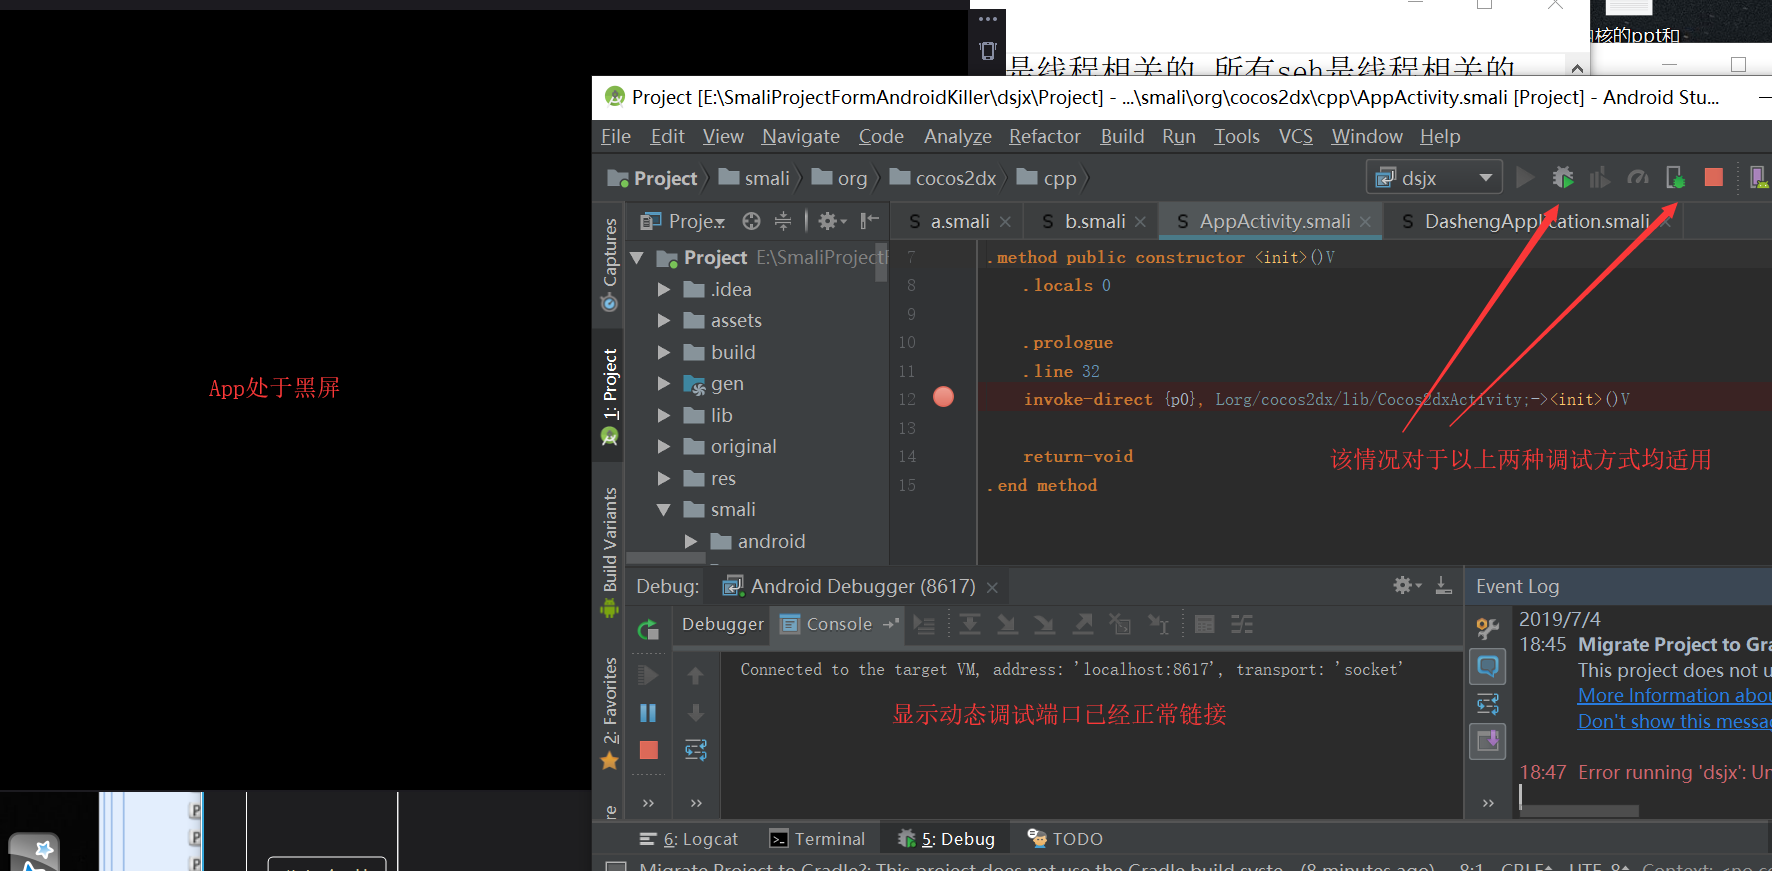 核的ppt和
是线程相关的 所有seh是线程相关的
Project [E:\SmaliProjectFormAndroidKiller\dsjx\Project] - ...\smali\org\cocos2dx\cpp\AppActivity.smali [Project] - Android Stu...
File Edit View Navigate Code Analyze Refactor Build Run Tools VCS Window Help
Project smali org cocos2dx cpp dsjx
Captures
1: Project
Build Variants
2: Favorites
Proje..
a.smali b.smali AppActivity.smali DashengApplication.smali
Project E:\SmaliProjectF
.idea
assets
build
gen
lib
original
res
smali
android
7 .method public constructor <init>()V
8 .locals 0
9
10 .prologue
11 .line 32
12 invoke-direct {p0}, Lorg/cocos2dx/lib/Cocos2dxActivity;-><init>()V
13
14 return-void
15 .end method
App处于黑屏
该情况对于以上两种调试方式均适用
Debug: Android Debugger (8617)
Debugger Console
Connected to the target VM, address: 'localhost:8617', transport: 'socket'
显示动态调试端口已经正常链接
Event Log
2019/7/4
18:45 Migrate Project to Gra
This project does not u
More Information abou
Don't show this messa
18:47 Error running 'dsjx': Un
6: Logcat Terminal 5: Debug TODO
Migrate Project to Gradle?: This project does not use the Gradle build syste... (8 minutes ago) 8:1 CRLF UTF-8 Context: <no co